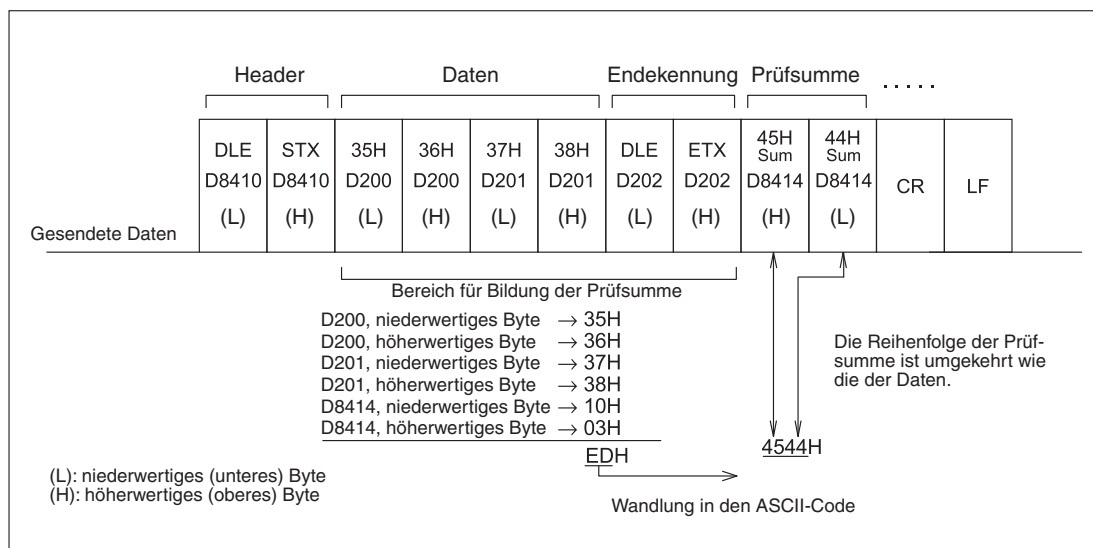 Header Daten Endekennung Prüfsumme .....
DLE STX 35H 36H 37H 38H DLE ETX 45H 44H
Sum Sum
D8410 D8410 D200 D200 D201 D201 D202 D202 D8414 D8414 CR LF
(L) (H) (L) (H) (L) (H) (L) (H) (H) (L)
Gesendete Daten
Bereich für Bildung der Prüfsumme
D200, niederwertiges Byte → 35H
D200, höherwertiges Byte → 36H
D201, niederwertiges Byte → 37H
D201, höherwertiges Byte → 38H
D8414, niederwertiges Byte → 10H
D8414, höherwertiges Byte → 03H
EDH
Die Reihenfolge der Prüf-
summe ist umgekehrt wie
die der Daten.
4544H
Wandlung in den ASCII-Code
(L): niederwertiges (unteres) Byte
(H): höherwertiges (oberes) Byte